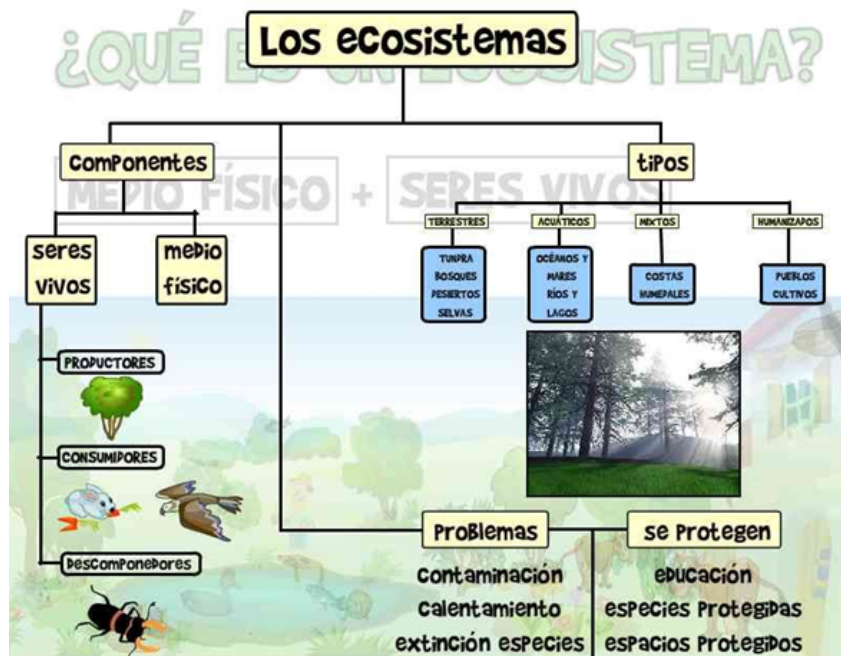 ¿QUÉ ES UN ECOSISTEMA?
Los ecosistemas
componentes
tipos
MEDIO FÍSICO + SERES VIVOS
seres
vivos
medio
físico
TERRESTRES
TUNDRA
BOSQUES
DESIERTOS
SELVAS
ACUÁTICOS
OCÉANOS Y
MARES
RÍOS Y
LAGOS
MIXTOS
COSTAS
HUMEDALES
HUMANIZADOS
PUEBLOS
CULTIVOS
PRODUCTORES
CONSUMIDORES
Descomponedores
problemas
contaminación
calentamiento
extinción especies
se protegen
educación
especies protegidas
espacios protegidos